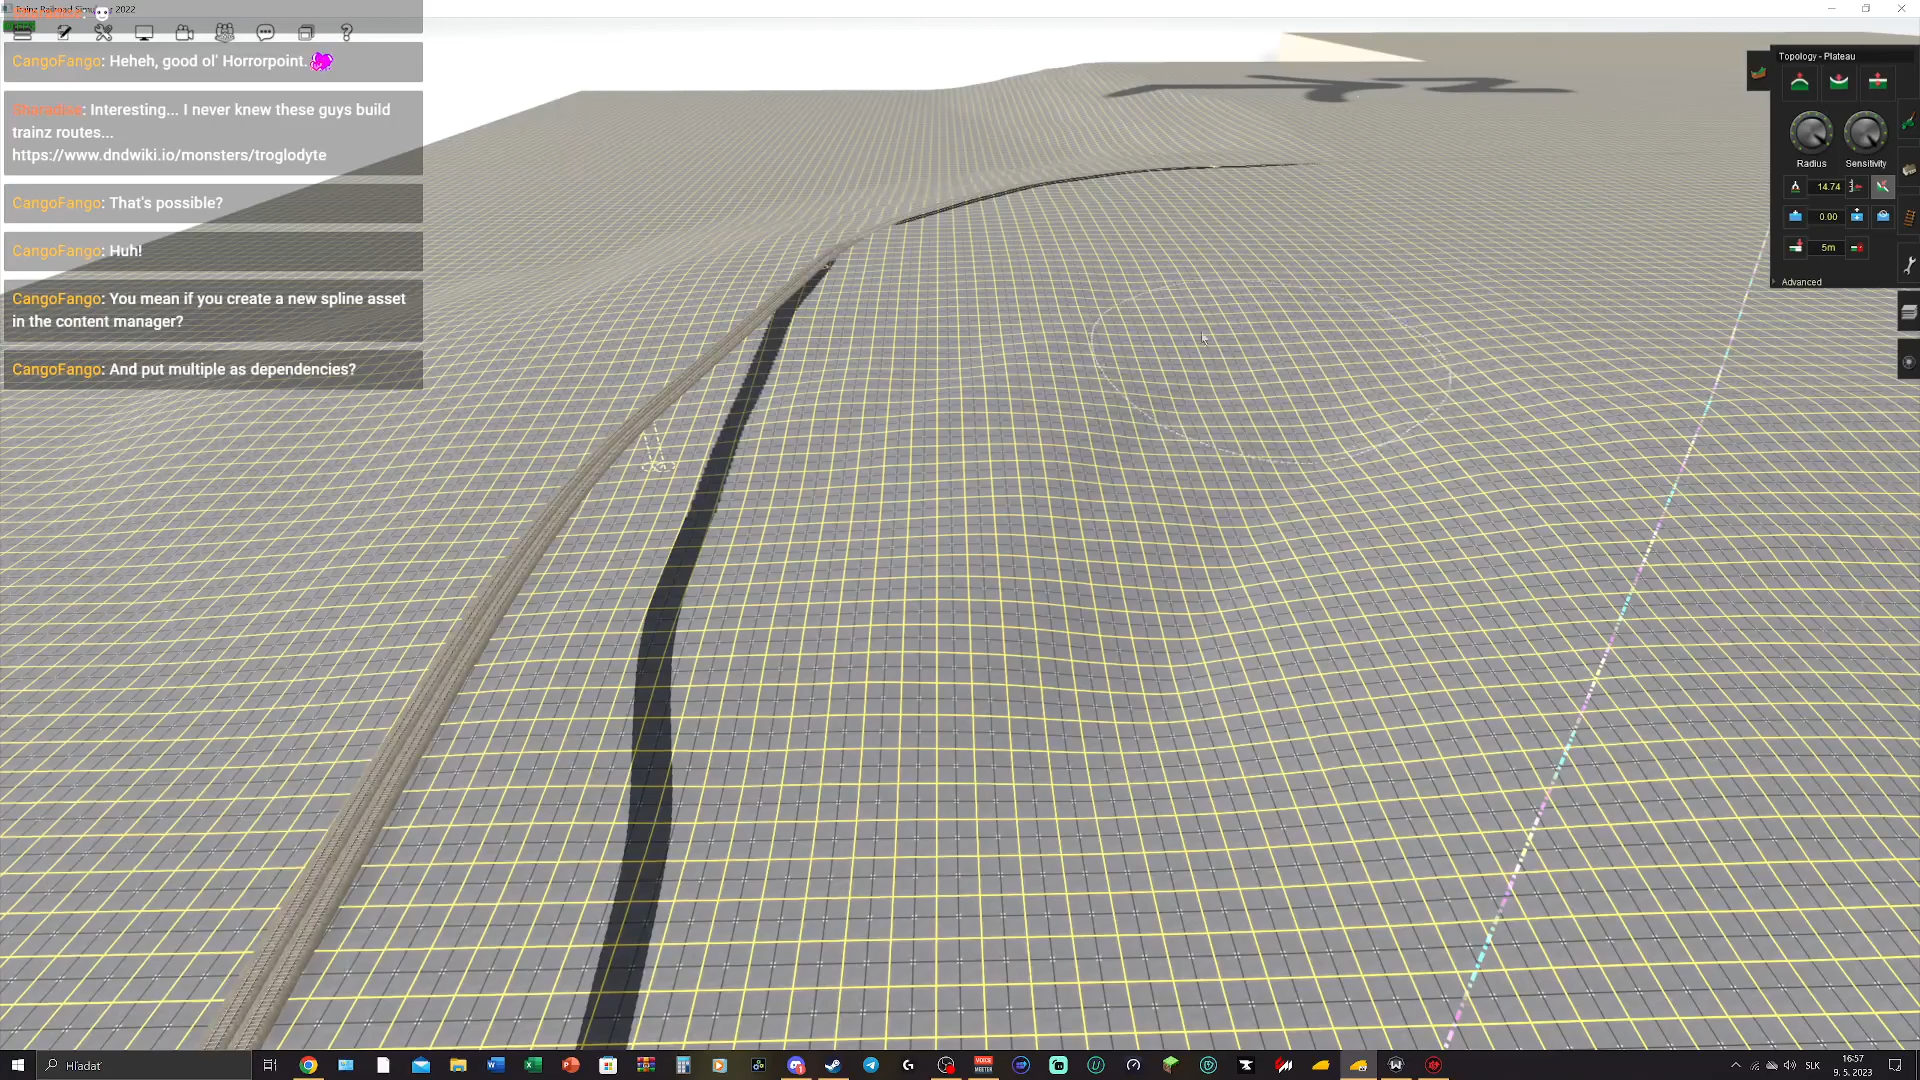 Trainz Railroad Simulator 2022
CangoFango: Heheh, good ol' Horrorpoint.
: Interesting... I never knew these guys build
trainz routes...
https://www.dndwiki.io/monsters/troglodyte
CangoFango: That's possible?
CangoFango: Huh!
CangoFango: You mean if you create a new spline asset
in the content manager?
CangoFango: And put multiple as dependencies?
Topology - Plateau
Radius
Sensitivity
14.74
0.00
5m
Advanced
Hľadať
VOICE
MEETER
SLK
16:57
9. 5. 2023